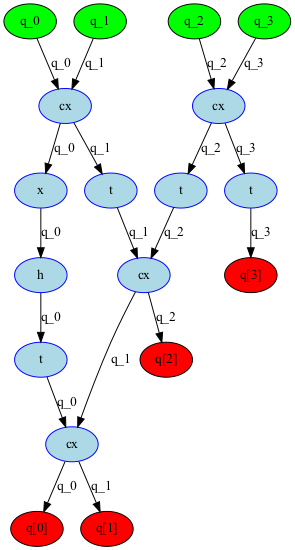 q_0 q_1 q_2 q_3
q_0 q_1 q_2 q_3
cx cx
q_0 q_1 q_2 q_3
x t t t
q_0 q_1 q_2 q_3
h cx q[3]
q_0 q_1 q_2
t q[2]
q_0
cx
q_0 q_1
q[0] q[1]